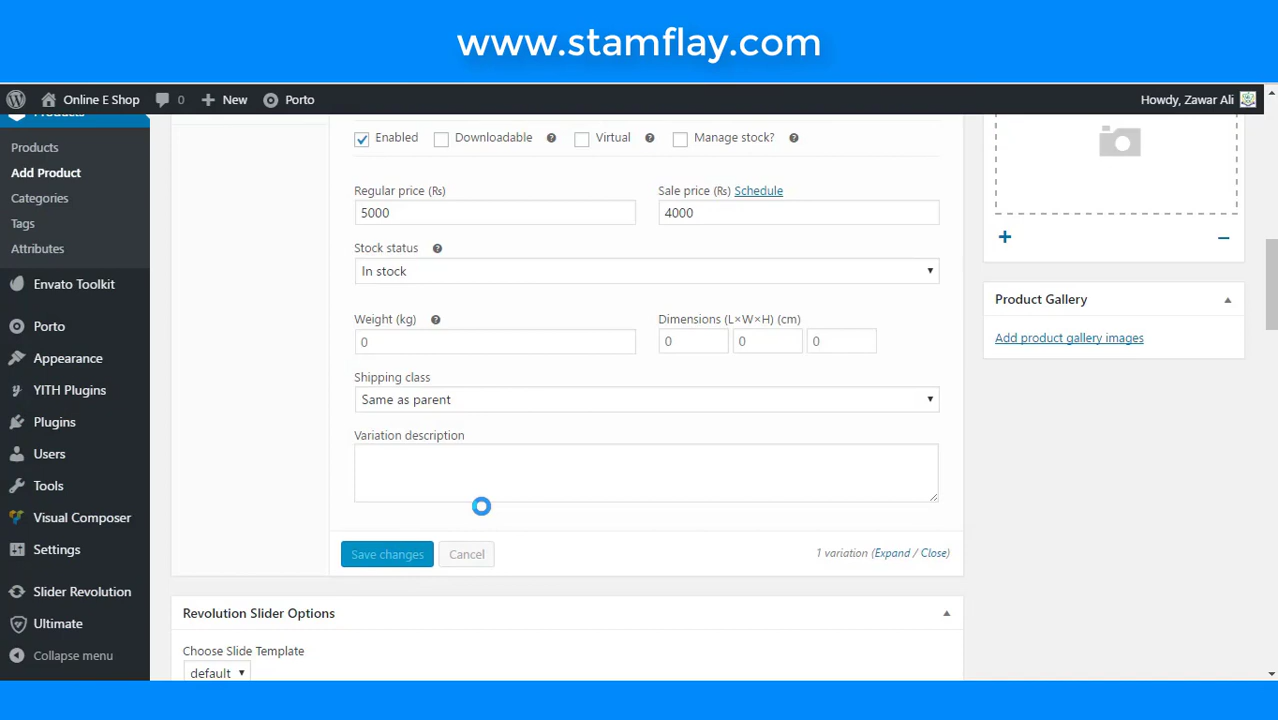 www.stamflay.com
Online E Shop 0 New Porto Howdy, Zawar Ali
Products
Products
Add Product
Categories
Tags
Attributes
Envato Toolkit
Porto
Appearance
YITH Plugins
Plugins
Users
Tools
Visual Composer
Settings
Slider Revolution
Ultimate
Collapse menu
Enabled Downloadable Virtual Manage stock?
Regular price (₨) Sale price (₨) Schedule
5000 4000
Stock status
In stock
Weight (kg) Dimensions (L×W×H) (cm)
0 0 0 0
Shipping class
Same as parent
Variation description
Save changes Cancel 1 variation (Expand / Close)
Revolution Slider Options
Choose Slide Template
default
Product Gallery
Add product gallery images